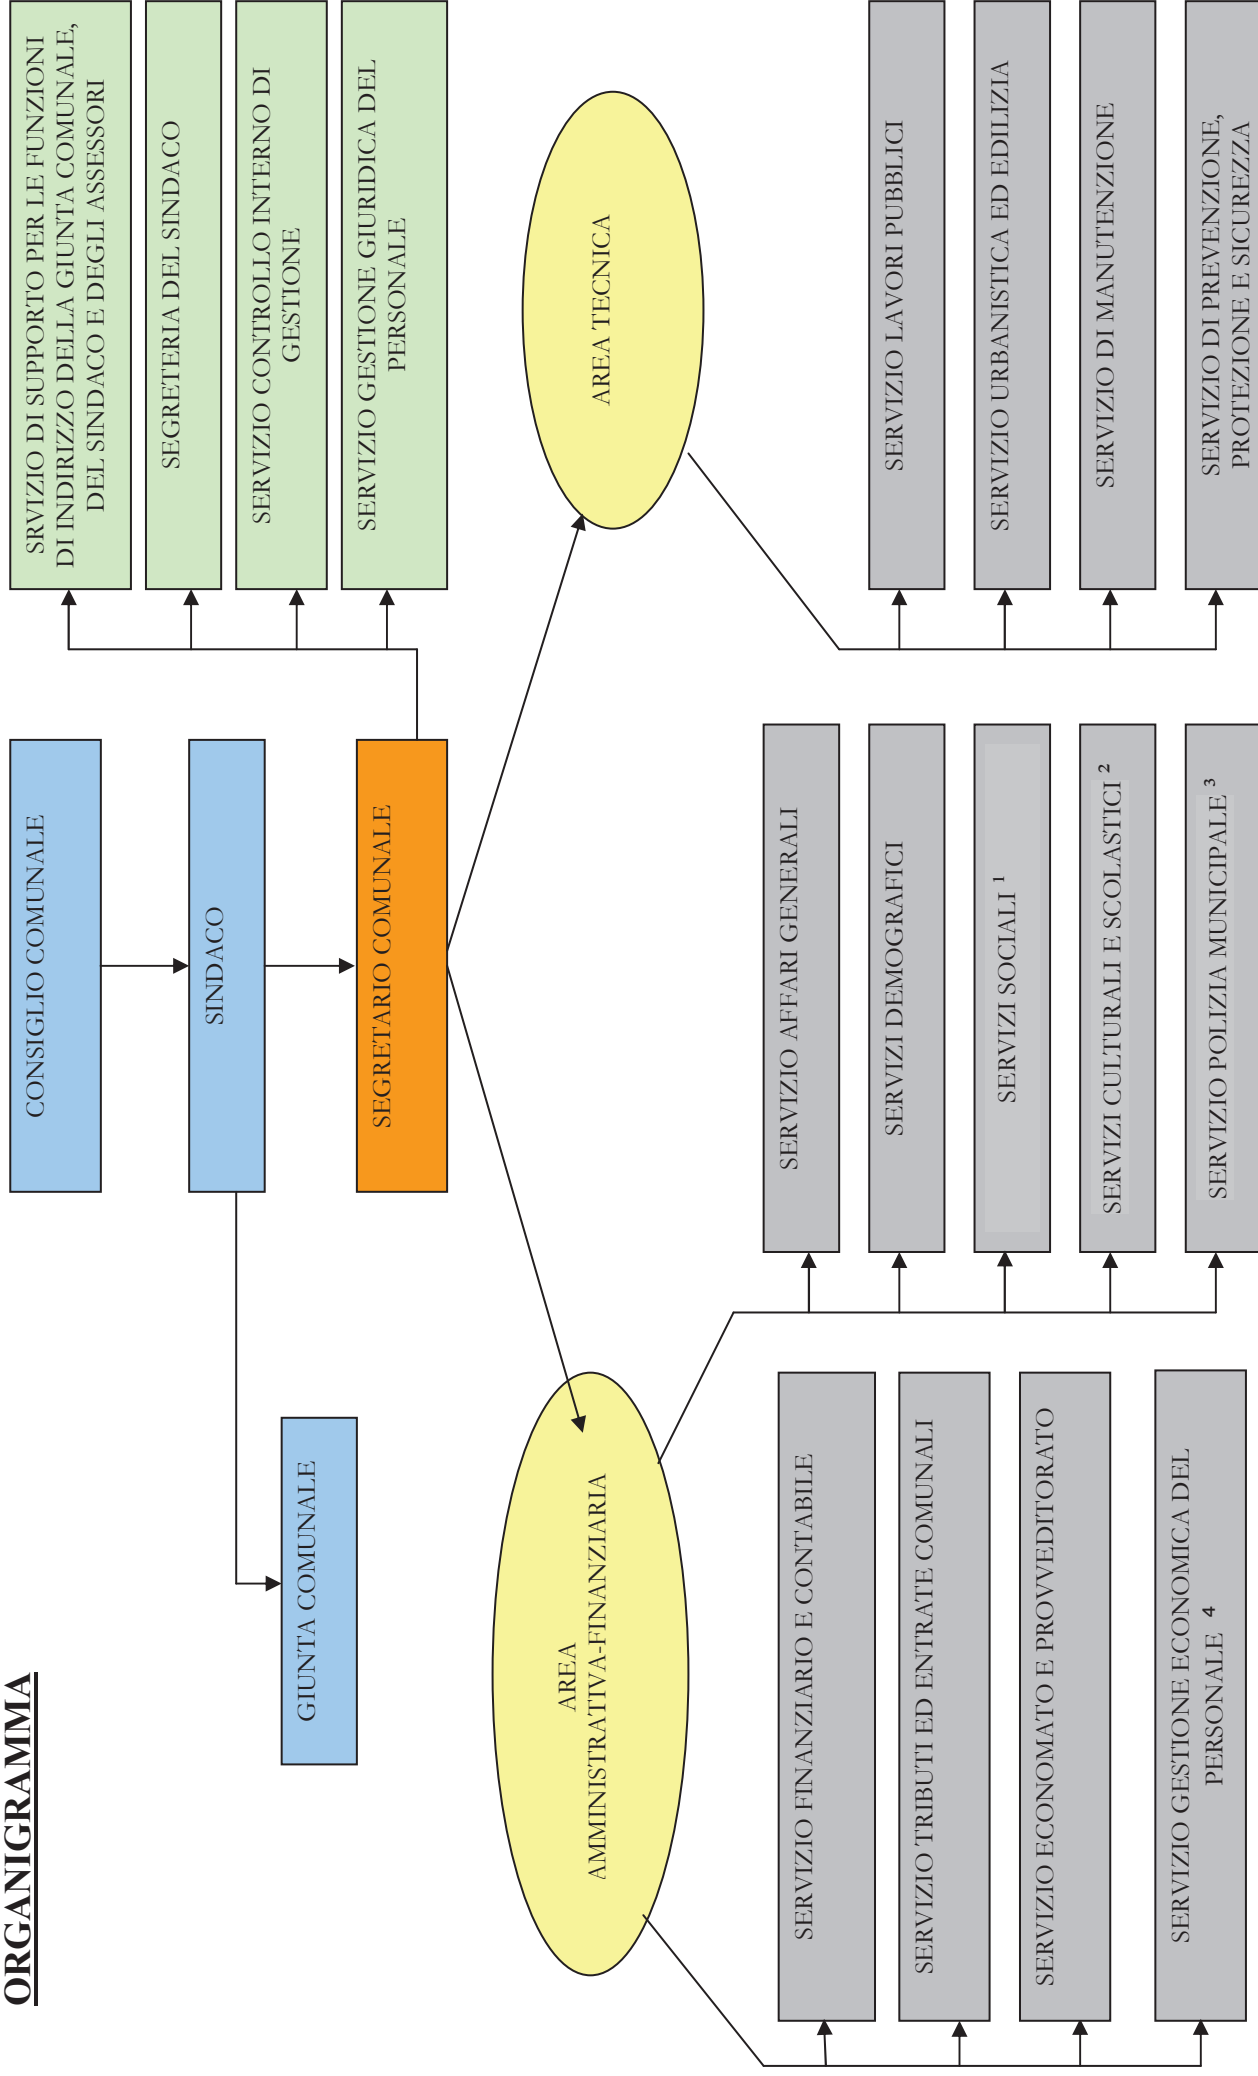 ORGANIGRAMMA
CONSIGLIO COMUNALE
SINDACO
GIUNTA COMUNALE
SEGRETARIO COMUNALE
SRVIZIO DI SUPPORTO PER LE FUNZIONI
DI INDIRIZZO DELLA GIUNTA COMUNALE,
DEL SINDACO E DEGLI ASSESSORI
SEGRETERIA DEL SINDACO
SERVIZIO CONTROLLO INTERNO DI
GESTIONE
SERVIZIO GESTIONE GIURIDICA DEL
PERSONALE
AREA
AMMINISTRATIVA-FINANZIARIA
AREA TECNICA
SERVIZIO FINANZIARIO E CONTABILE
SERVIZIO TRIBUTI ED ENTRATE COMUNALI
SERVIZIO ECONOMATO E PROVVEDITORATO
SERVIZIO GESTIONE ECONOMICA DEL
PERSONALE 4
SERVIZIO AFFARI GENERALI
SERVIZI DEMOGRAFICI
SERVIZI SOCIALI 1
SERVIZI CULTURALI E SCOLASTICI 2
SERVIZIO POLIZIA MUNICIPALE 3
SERVIZIO LAVORI PUBBLICI
SERVIZIO URBANISTICA ED EDILIZIA
SERVIZIO DI MANUTENZIONE
SERVIZIO DI PREVENZIONE,
PROTEZIONE E SICUREZZA